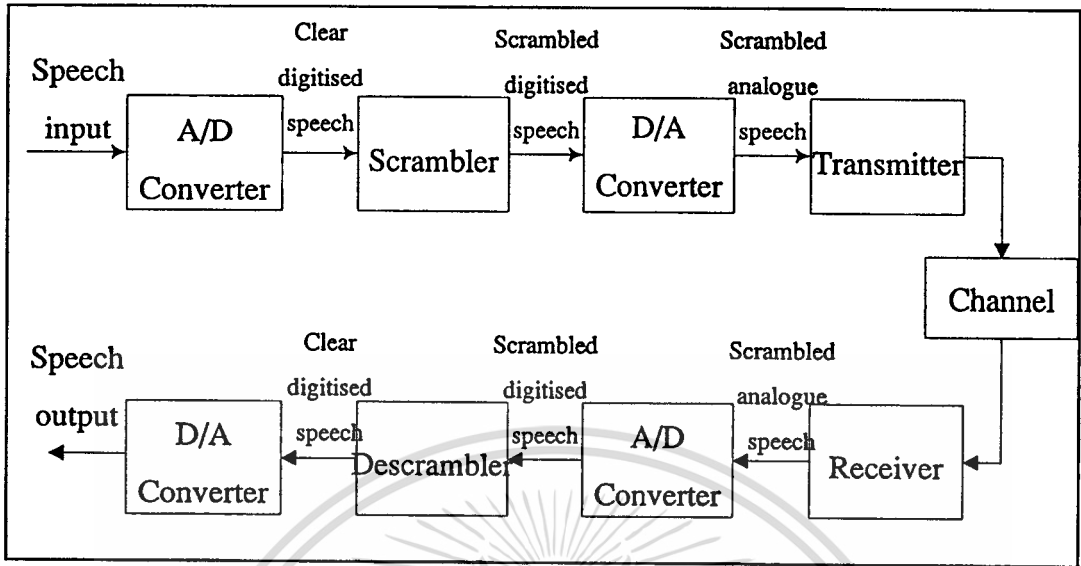 Speech
input
A/D
Converter
Clear
digitised
speech
Scrambler
Scrambled
digitised
speech
D/A
Converter
Scrambled
analogue
speech
Transmitter
Channel
Receiver
Scrambled
analogue
speech
A/D
Converter
Scrambled
digitised
speech
Descrambler
Clear
digitised
speech
D/A
Converter
Speech
output